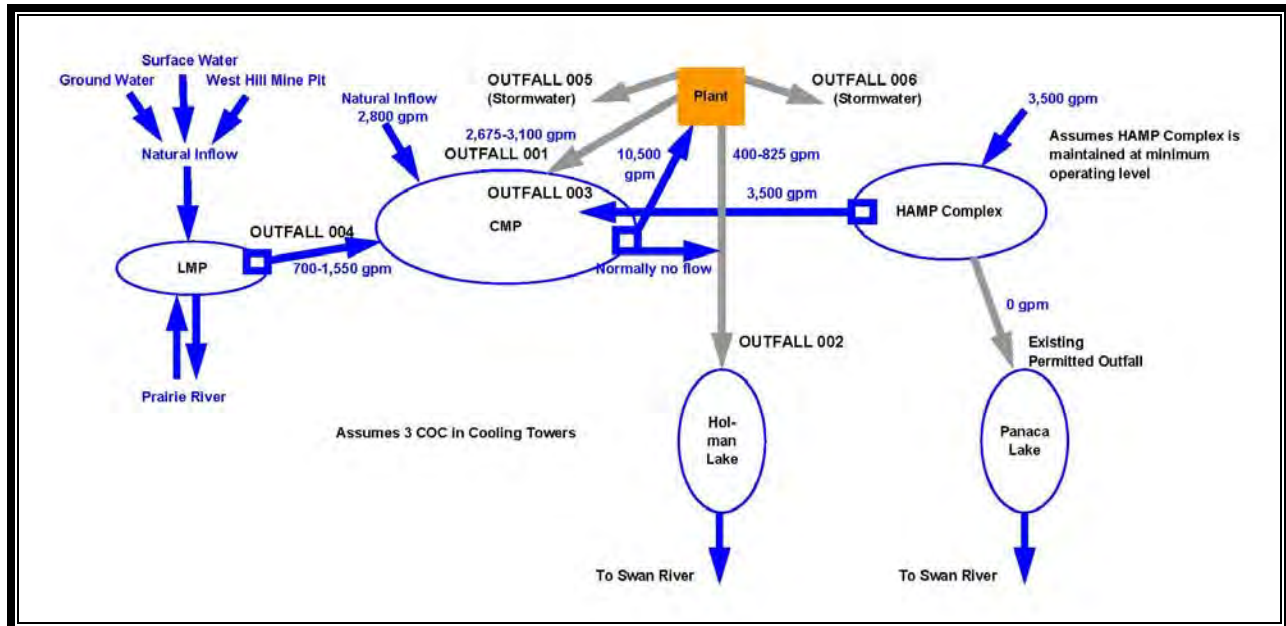 Surface Water
Ground Water
West Hill Mine Pit
Natural Inflow
OUTFALL 004
LMP
700-1,550 gpm
Prairie River
Natural Inflow
2,800 gpm
OUTFALL 005
(Stormwater)
Plant
OUTFALL 006
(Stormwater)
2,675-3,100 gpm
OUTFALL 001
10,500
gpm
400-825 gpm
OUTFALL 003
CMP
3,500 gpm
Normally no flow
3,500 gpm
Assumes HAMP Complex is
maintained at minimum
operating level
HAMP Complex
0 gpm
OUTFALL 002
Existing
Permitted Outfall
Assumes 3 COC in Cooling Towers
Hol-
man
Lake
Panaca
Lake
To Swan River
To Swan River